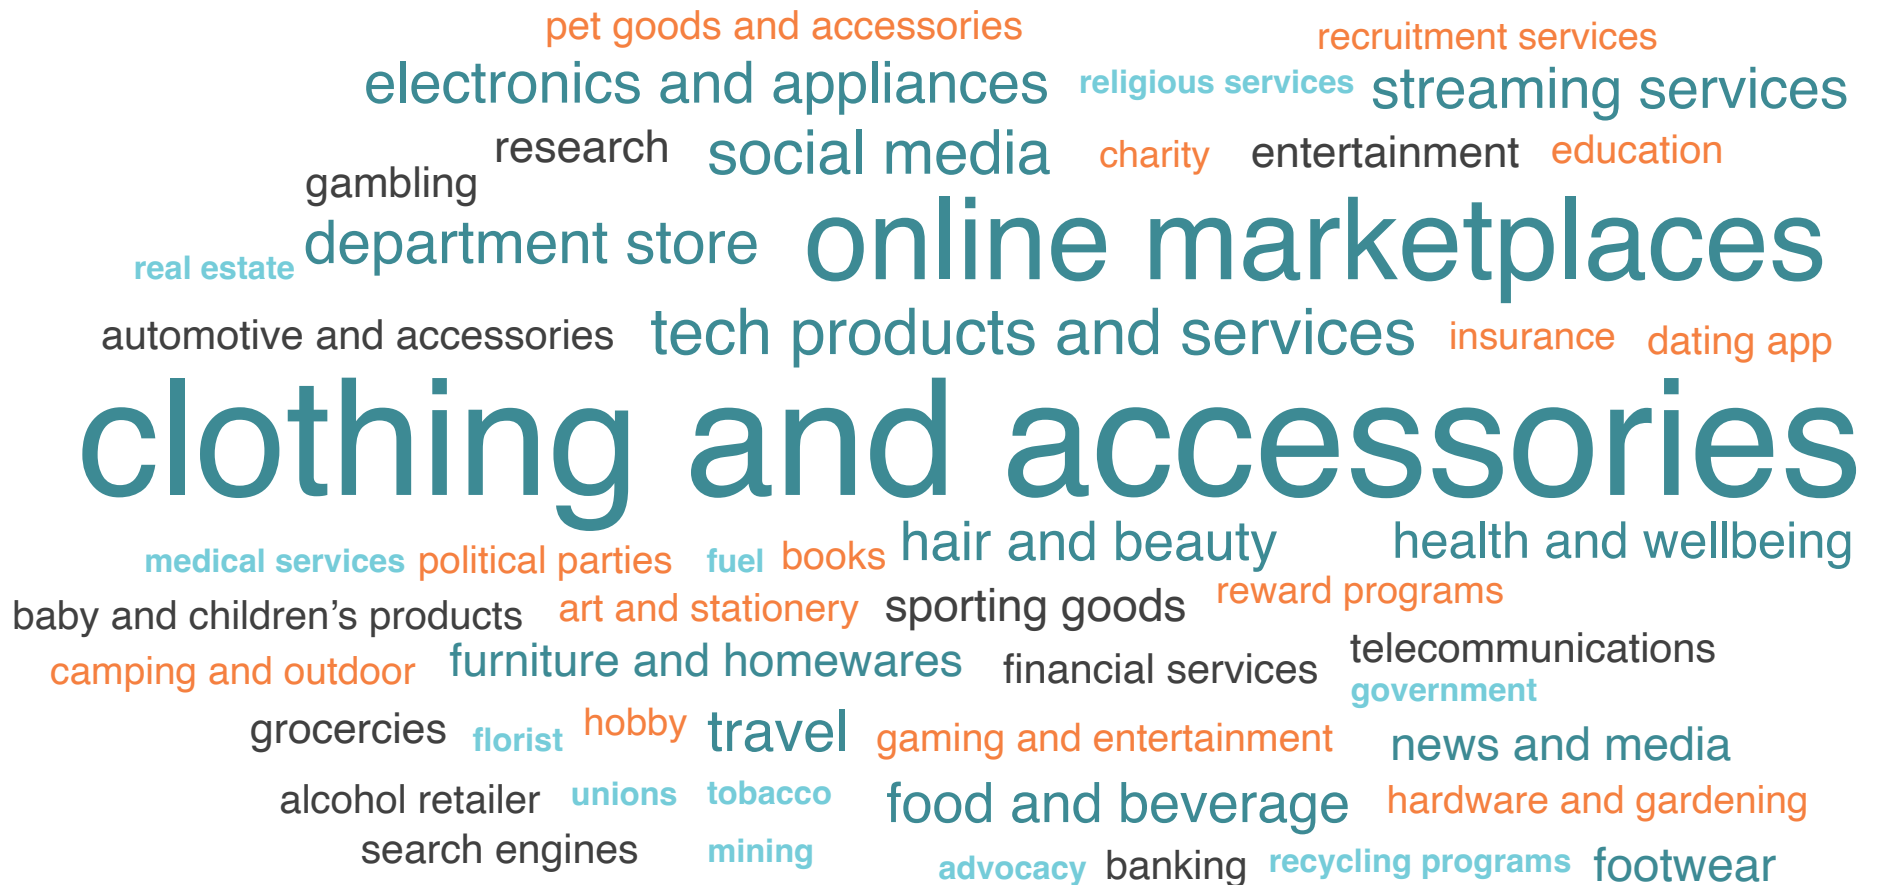 pet goods and accessories recruitment services
electronics and appliances religious services streaming services
research social media charity entertainment education
gambling
real estate department store online marketplaces
automotive and accessories tech products and services insurance dating app
clothing and accessories
medical services political parties fuel books hair and beauty health and wellbeing
baby and children’s products art and stationery sporting goods reward programs
camping and outdoor furniture and homewares financial services telecommunications
government
grocercies florist hobby travel gaming and entertainment news and media
alcohol retailer unions tobacco food and beverage hardware and gardening
search engines mining advocacy banking recycling programs footwear